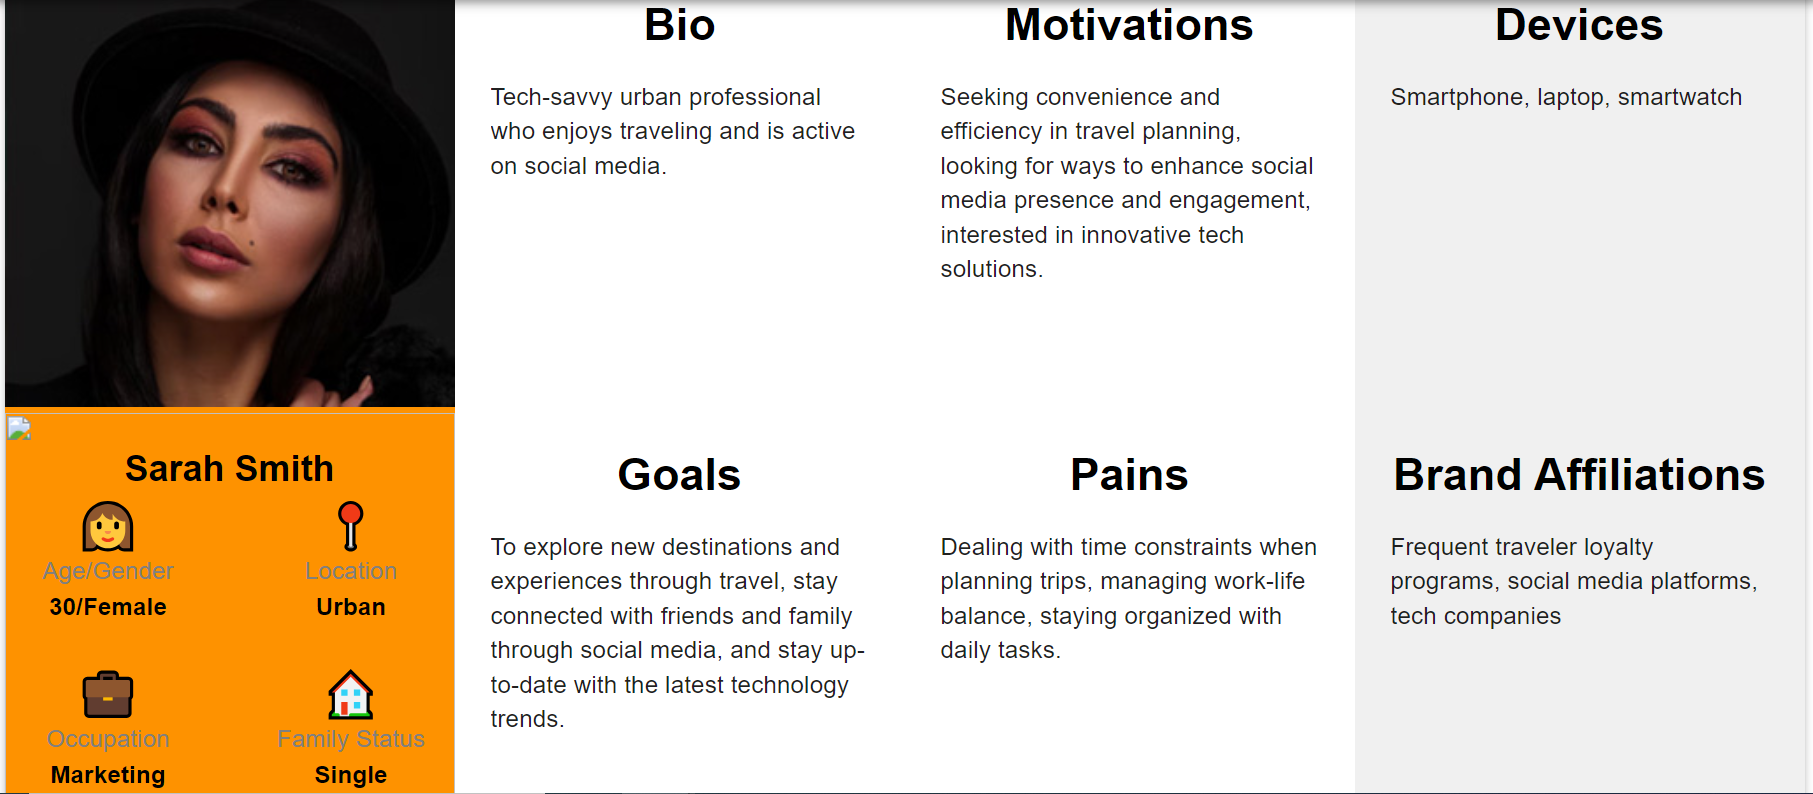 Bio
Tech-savvy urban professional
who enjoys traveling and is active
on social media.
Motivations
Seeking convenience and
efficiency in travel planning,
looking for ways to enhance social
media presence and engagement,
interested in innovative tech
solutions.
Devices
Smartphone, laptop, smartwatch
Sarah Smith
Age/Gender
30/Female
Location
Urban
Occupation
Marketing
Family Status
Single
Goals
To explore new destinations and
experiences through travel, stay
connected with friends and family
through social media, and stay up-
to-date with the latest technology
trends.
Pains
Dealing with time constraints when
planning trips, managing work-life
balance, staying organized with
daily tasks.
Brand Affiliations
Frequent traveler loyalty
programs, social media platforms,
tech companies